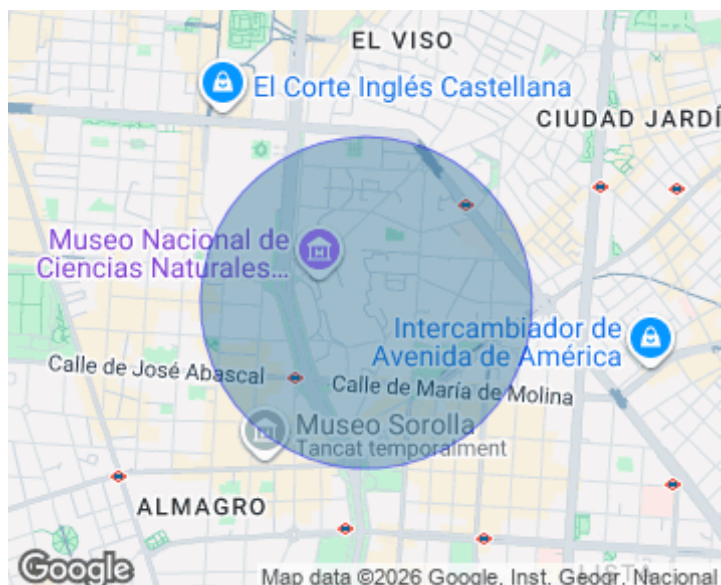 EL VISO
El Corte Inglés Castellana
CIUDAD JARDÍ
Museo Nacional de
Ciencias Naturales...
Intercambiador de
Avenida de América
Calle de José Abascal
Calle de María de Molina
Museo Sorolla
Tancat temporalment
ALMAGRO
LISTA
Google
Map data ©2026 Google, Inst. Geogr. Nacional